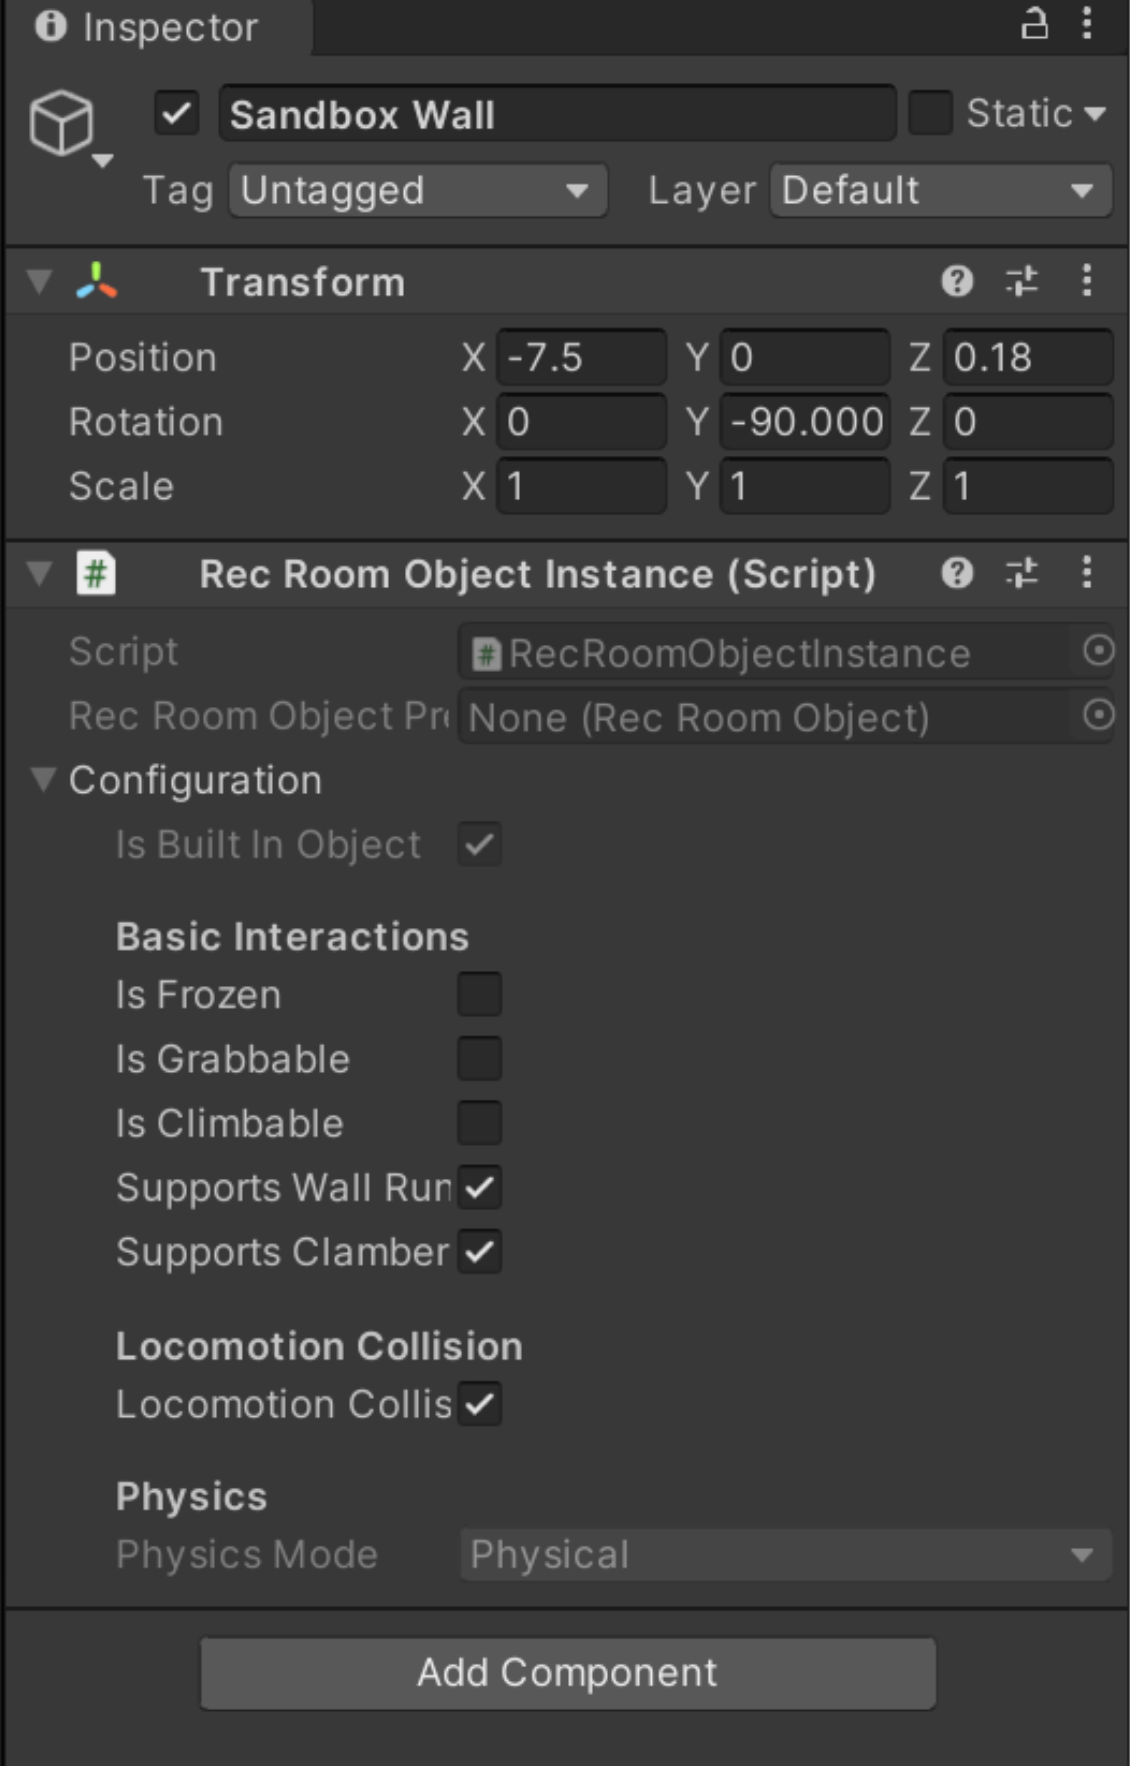 Inspector
Sandbox Wall Static
Tag Untagged Layer Default
Transform
Position X -7.5 Y 0 Z 0.18
Rotation X 0 Y -90.000 Z 0
Scale X 1 Y 1 Z 1
# Rec Room Object Instance (Script)
Script # RecRoomObjectInstance
Rec Room Object Pre None (Rec Room Object)
Configuration
Is Built In Object
Basic Interactions
Is Frozen
Is Grabbable
Is Climbable
Supports Wall Run
Supports Clamber
Locomotion Collision
Locomotion Collis
Physics
Physics Mode Physical
Add Component